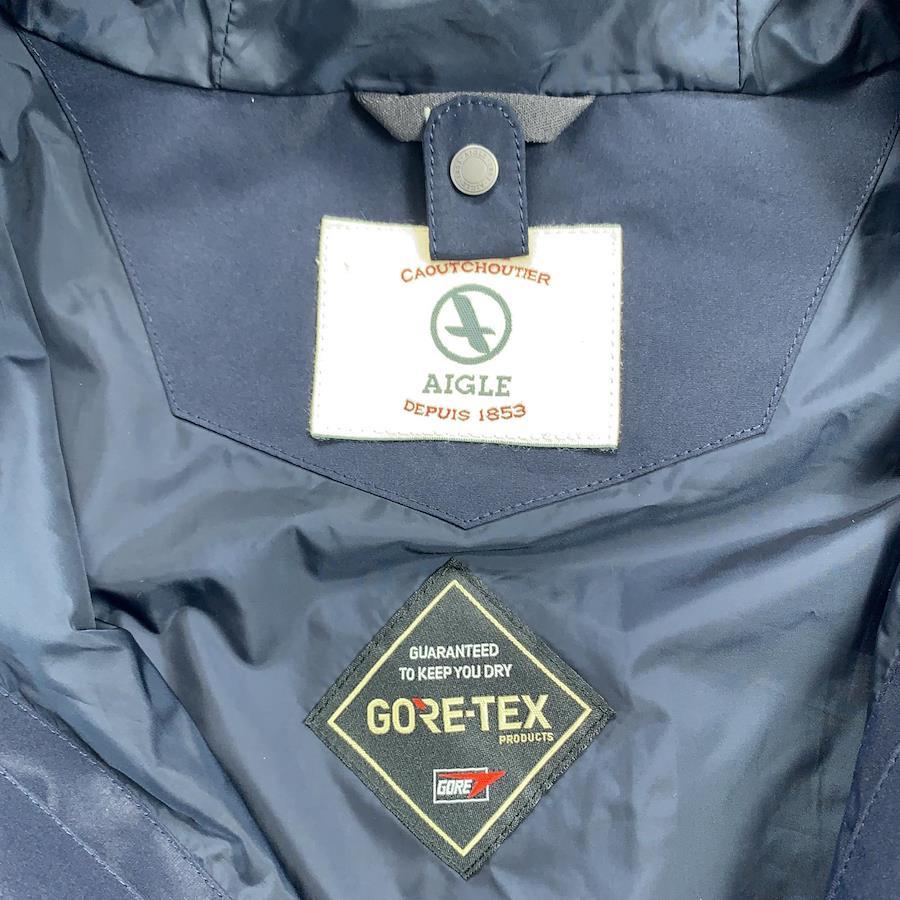 CAOUTCHOUTIER
AIGLE
DEPUIS 1853
GUARANTEED
TO KEEP YOU DRY
GORE-TEX
PRODUCTS
GORE